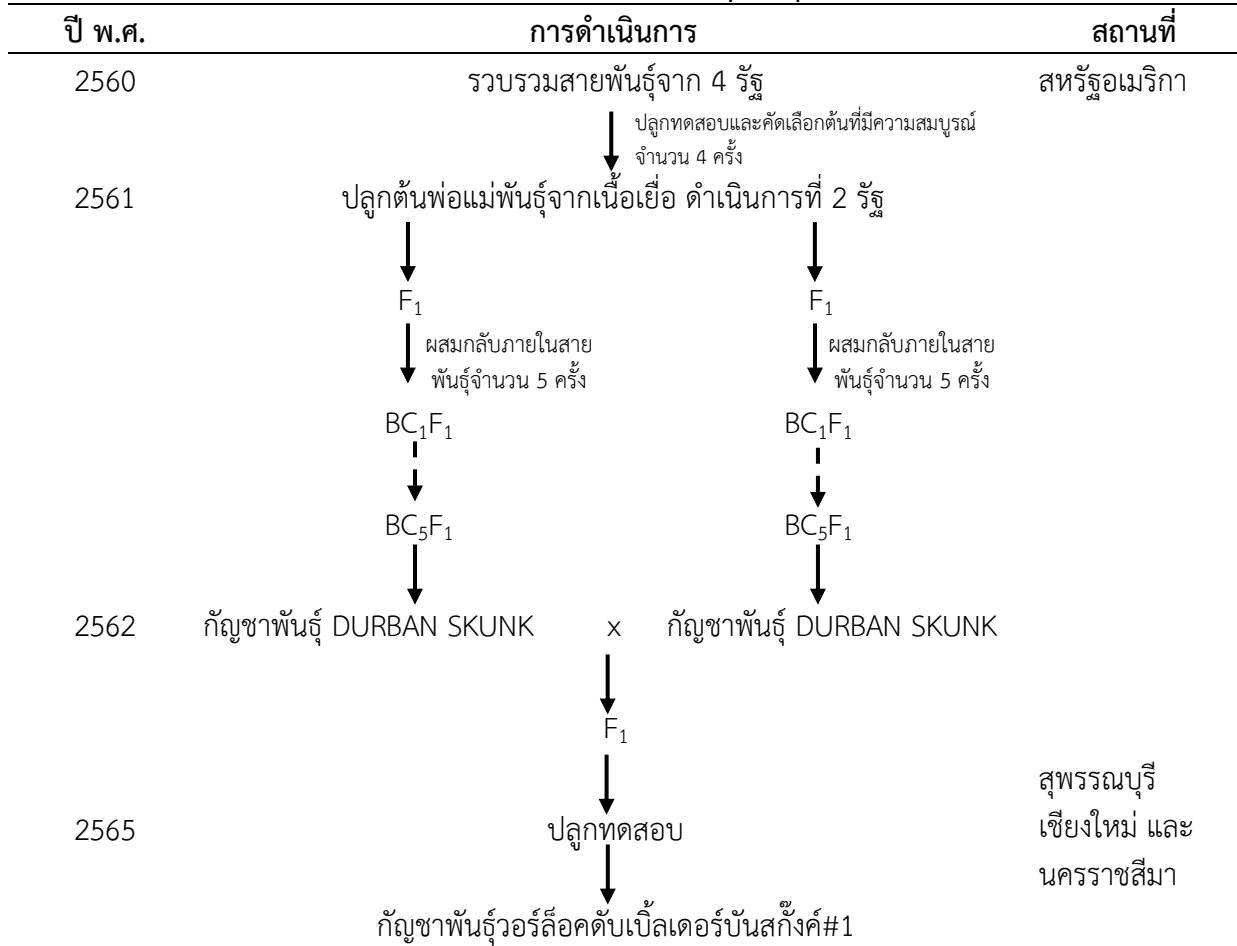 ปี พ.ศ. การดำเนินการ สถานที่
2560 รวบรวมสายพันธุ์จาก 4 รัฐ สหรัฐอเมริกา
ปลูกทดสอบและคัดเลือกต้นที่มีความสมบูรณ์
จำนวน 4 ครั้ง
2561 ปลูกต้นพ่อแม่พันธุ์จากเนื้อเยื่อ ดำเนินการที่ 2 รัฐ
F₁ F₁
ผสมกลับภายในสาย ผสมกลับภายในสาย
พันธุ์จำนวน 5 ครั้ง พันธุ์จำนวน 5 ครั้ง
BC₁F₁ BC₁F₁
BC₅F₁ BC₅F₁
2562 กัญชาพันธุ์ DURBAN SKUNK x กัญชาพันธุ์ DURBAN SKUNK
F₁
สุพรรณบุรี
2565 ปลูกทดสอบ เชียงใหม่ และ
นครราชสีมา
กัญชาพันธุ์วอร์ล็อคดับเบิ้ลเดอร์บันสกั๊งค์#1